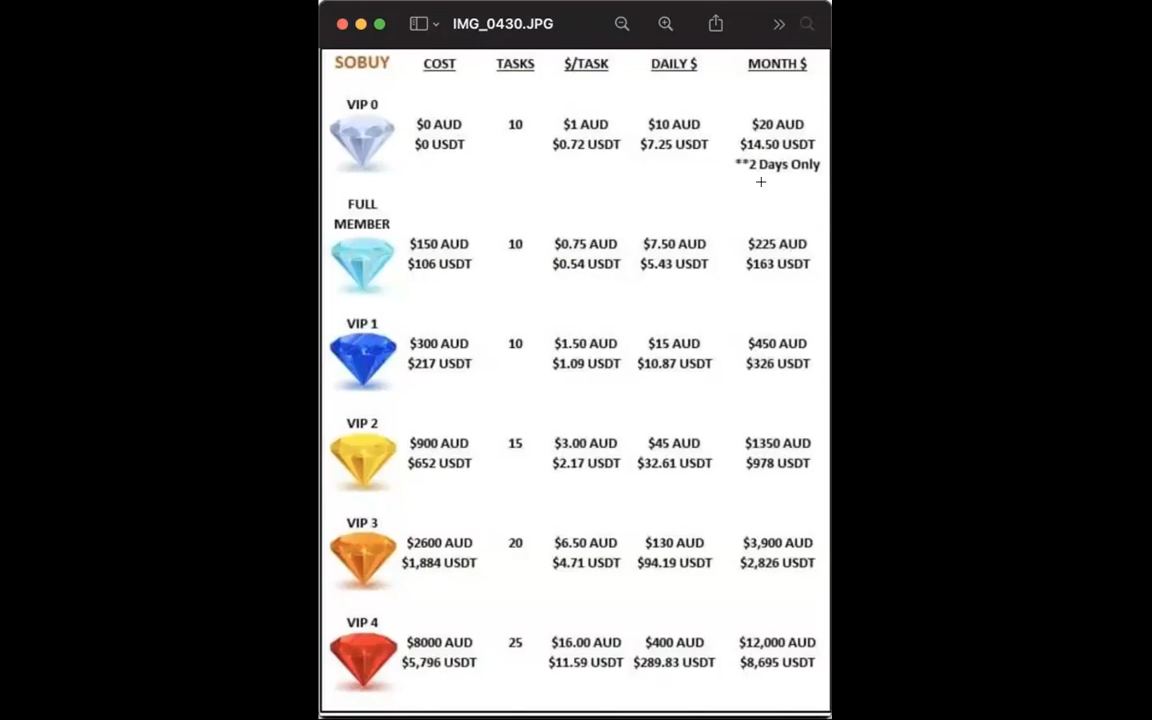 IMG_0430.JPG
SOBUY COST TASKS $/TASK DAILY $ MONTH $
VIP 0
$0 AUD 10 $1 AUD $10 AUD $20 AUD
$0 USDT $0.72 USDT $7.25 USDT $14.50 USDT
**2 Days Only
FULL
MEMBER
$150 AUD 10 $0.75 AUD $7.50 AUD $225 AUD
$106 USDT $0.54 USDT $5.43 USDT $163 USDT
VIP 1
$300 AUD 10 $1.50 AUD $15 AUD $450 AUD
$217 USDT $1.09 USDT $10.87 USDT $326 USDT
VIP 2
$900 AUD 15 $3.00 AUD $45 AUD $1350 AUD
$652 USDT $2.17 USDT $32.61 USDT $978 USDT
VIP 3
$2600 AUD 20 $6.50 AUD $130 AUD $3,900 AUD
$1,884 USDT $4.71 USDT $94.19 USDT $2,826 USDT
VIP 4
$8000 AUD 25 $16.00 AUD $400 AUD $12,000 AUD
$5,796 USDT $11.59 USDT $289.83 USDT $8,695 USDT